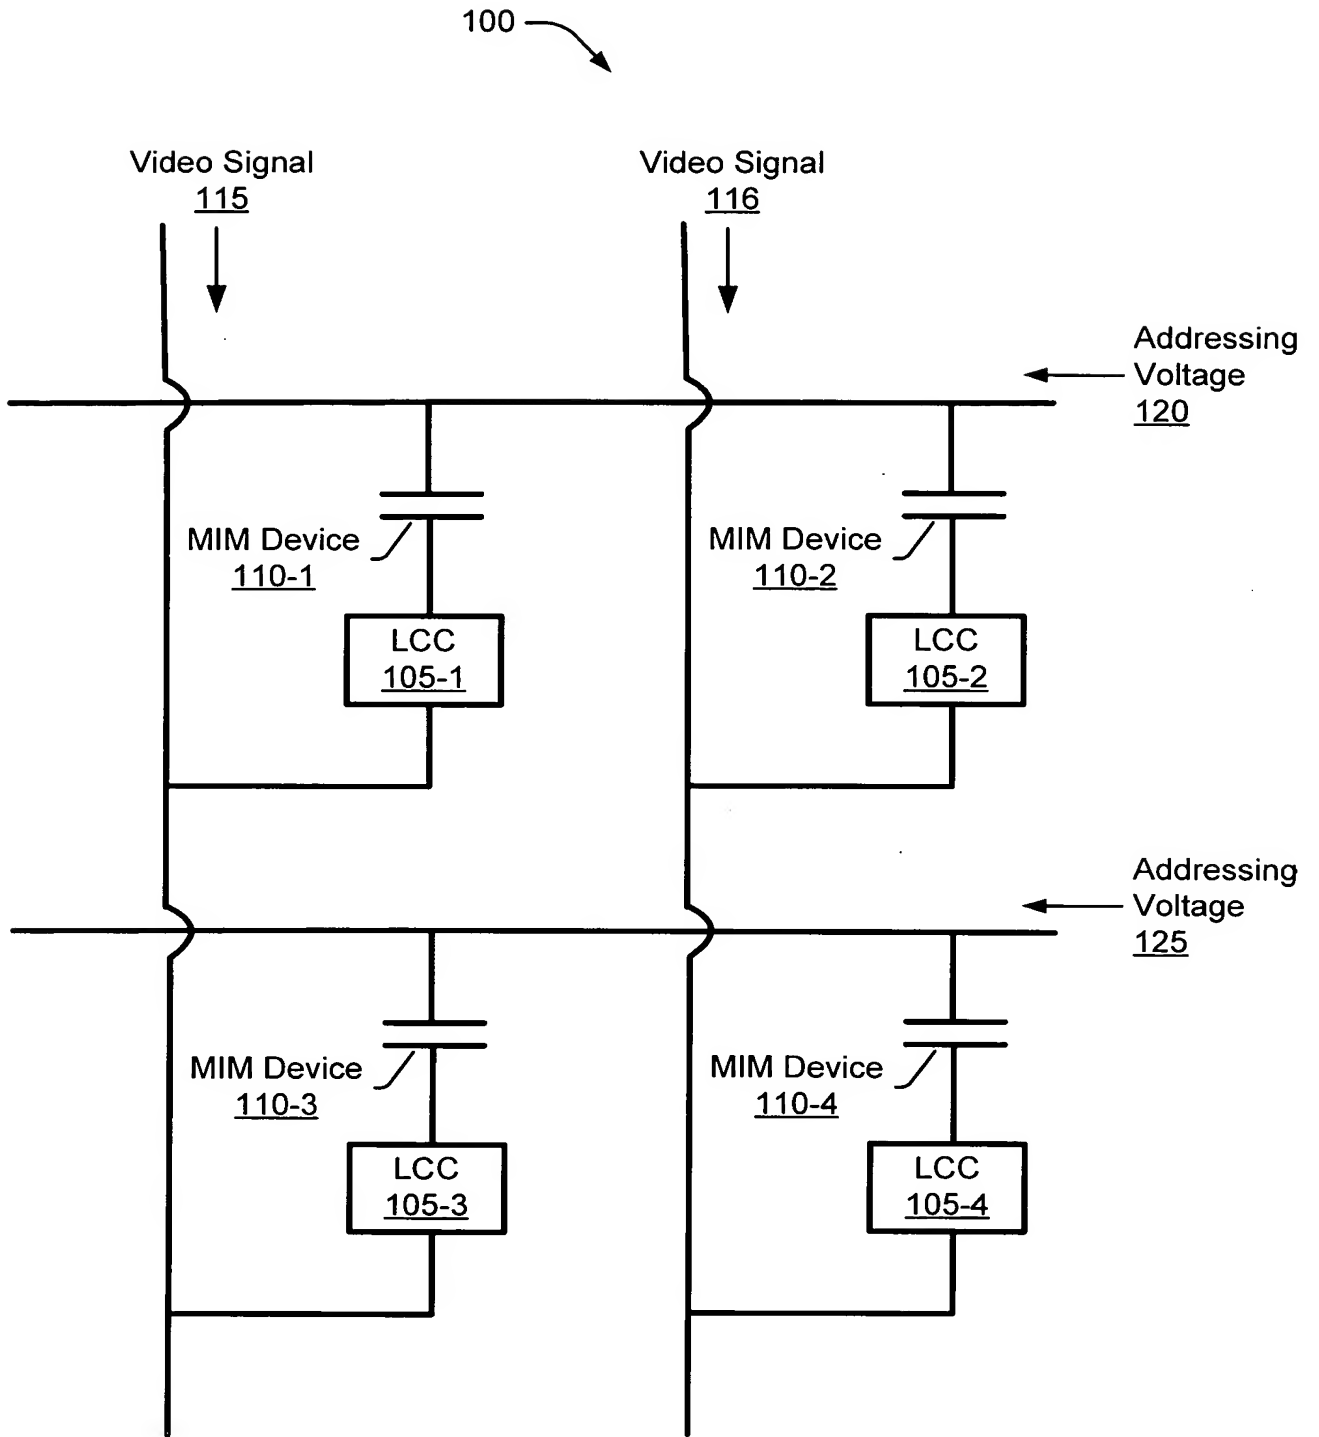 100
Video Signal
115
Video Signal
116
Addressing
Voltage
120
MIM Device
110-1
MIM Device
110-2
LCC
105-1
LCC
105-2
Addressing
Voltage
125
MIM Device
110-3
MIM Device
110-4
LCC
105-3
LCC
105-4